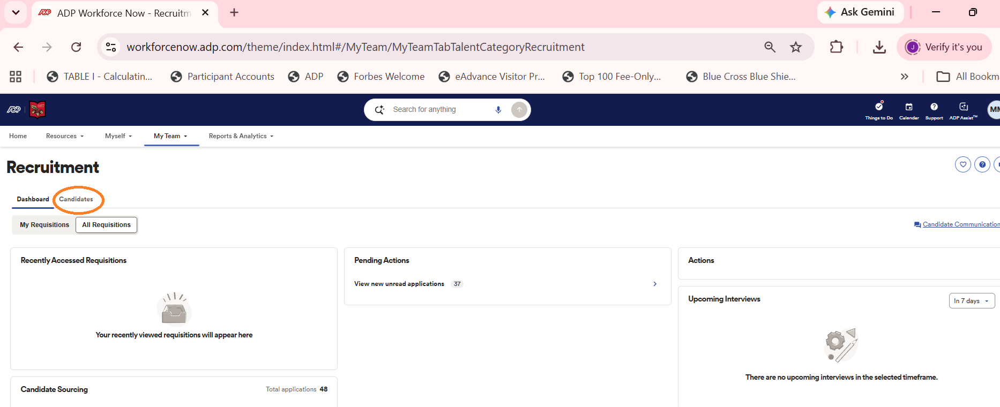 ADP Workforce Now - Recruitm
Ask Gemini
workforcenow.adp.com/theme/index.html#/MyTeam/MyTeamTabTalentCategoryRecruitment
J
Verify it's you
TABLE I - Calculatin...
Participant Accounts
ADP
Forbes Welcome
eAdvance Visitor Pr...
Top 100 Fee-Only...
Blue Cross Blue Shie...
All Bookm
ADP
1857
Search for anything
Things to Do
Calendar
Support
ADP Assist™
MM
Home
Resources
Myself
My Team
Reports & Analytics
Recruitment
Dashboard
Candidates
My Requisitions
All Requisitions
Candidate Communication
Recently Accessed Requisitions
Your recently viewed requisitions will appear here
Pending Actions
View new unread applications 37
Actions
Upcoming Interviews
In 7 days
There are no upcoming interviews in the selected timeframe.
Candidate Sourcing
Total applications 48